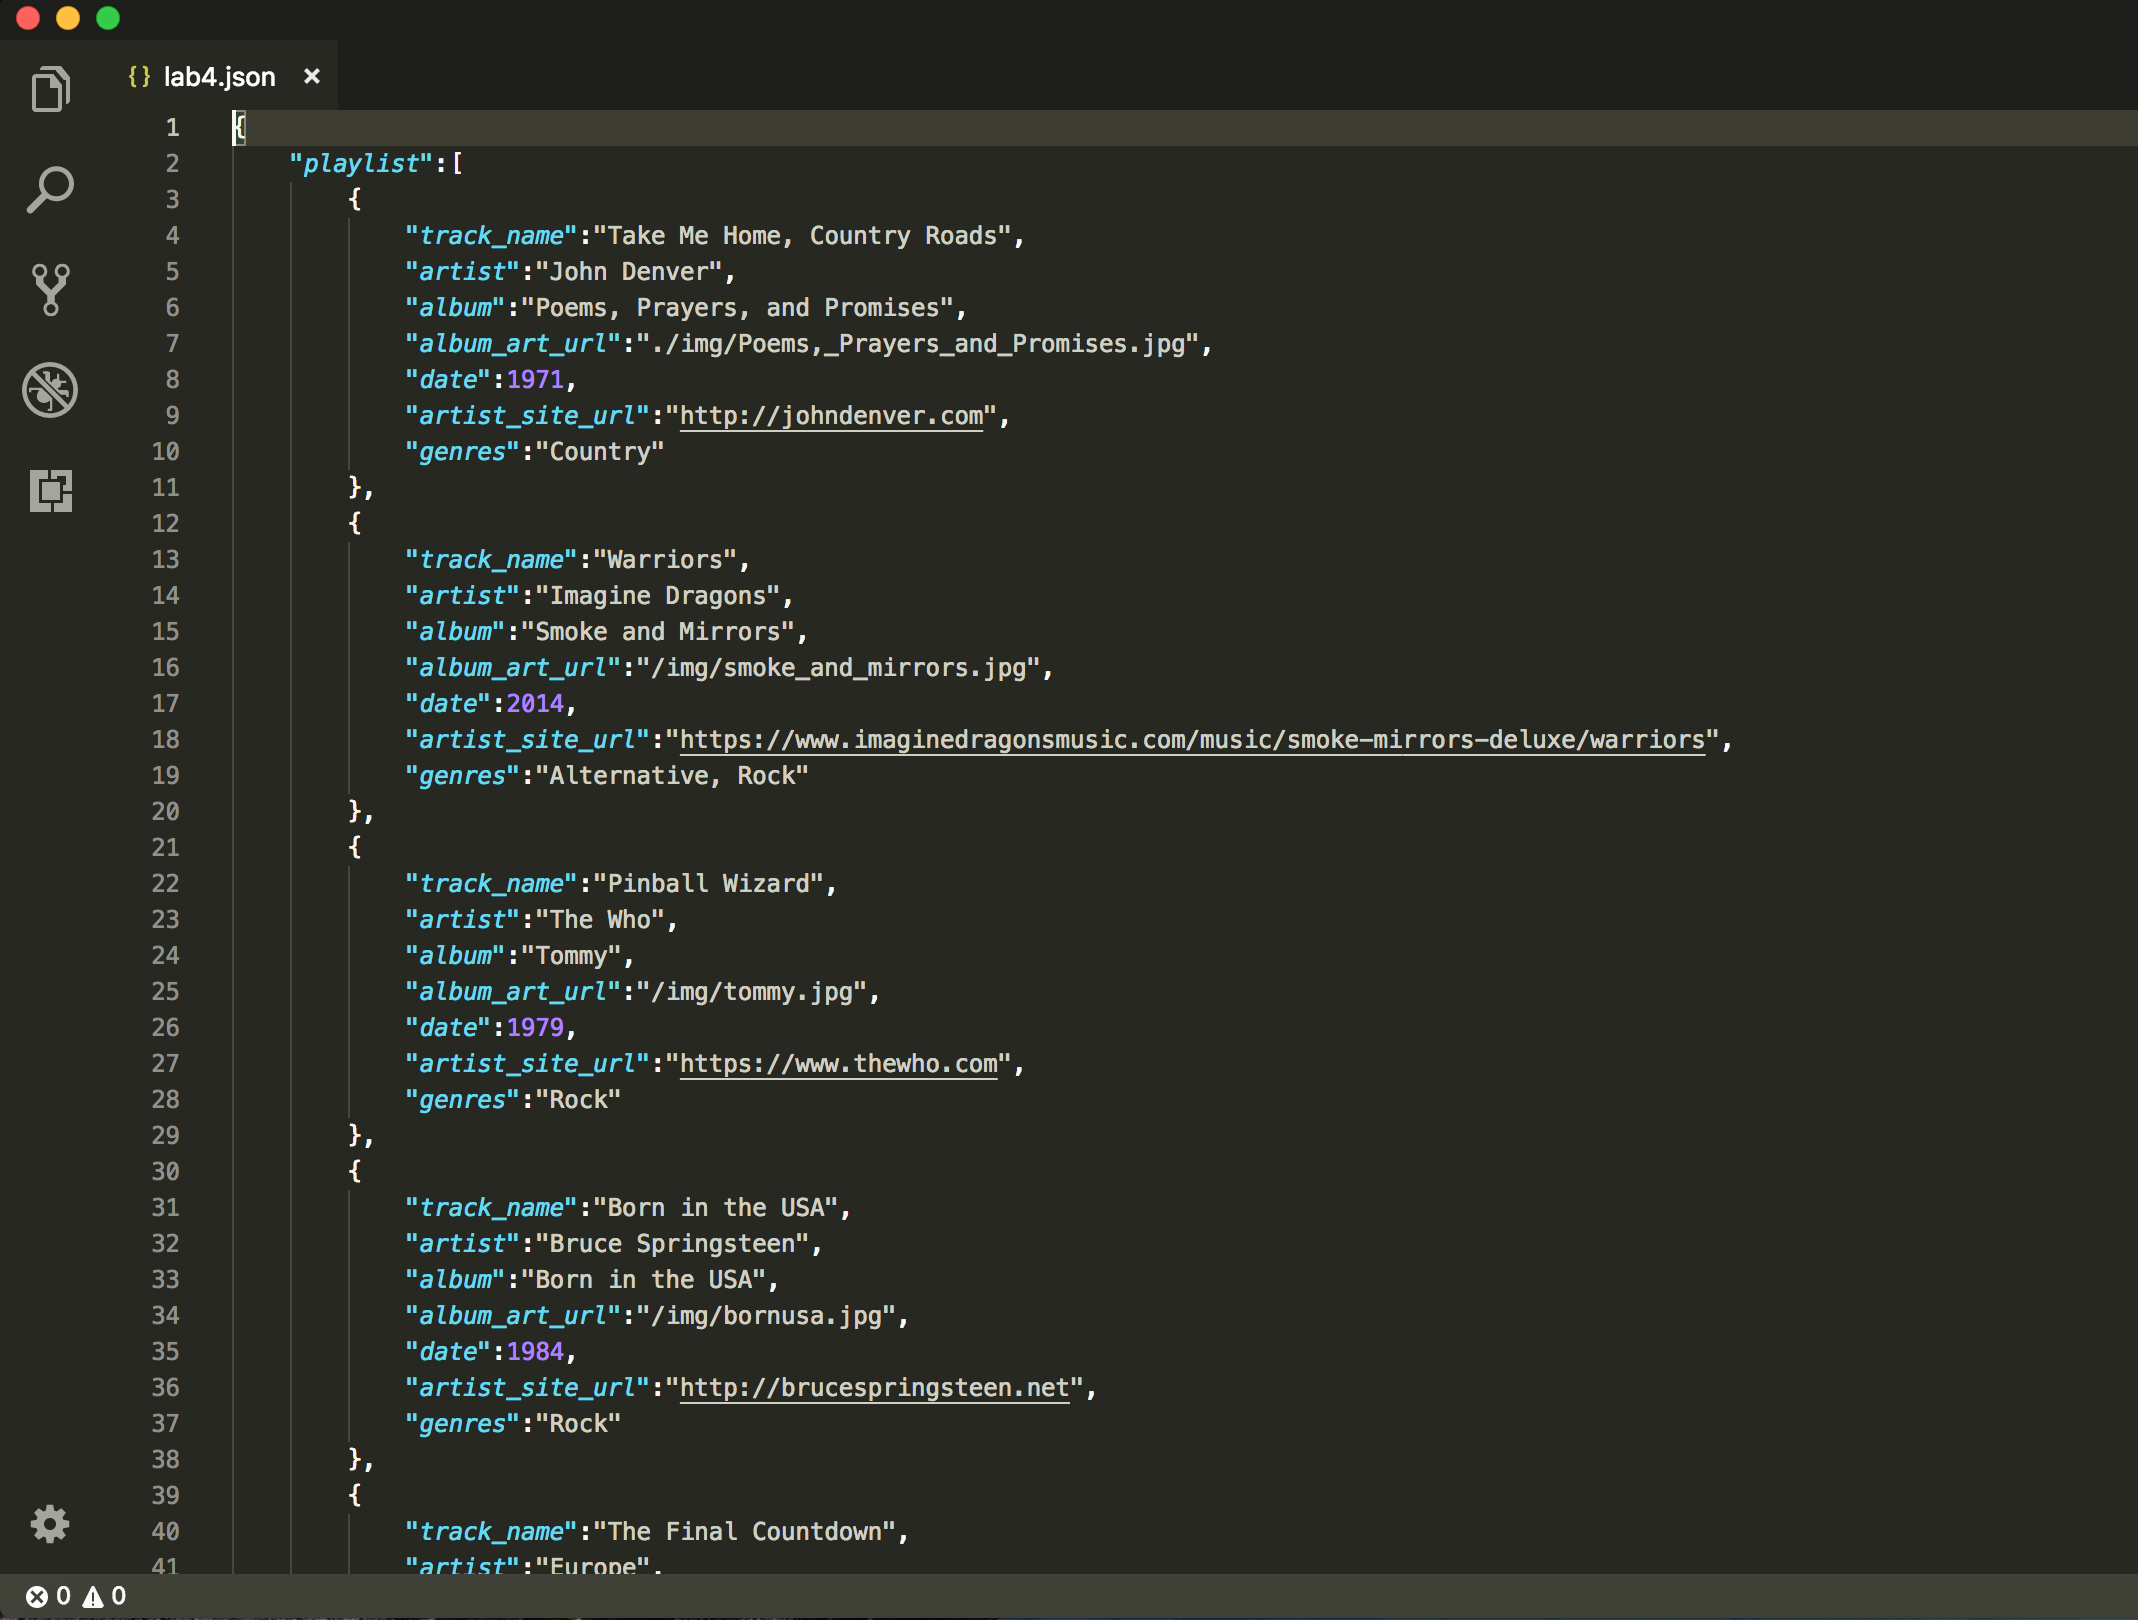 {} lab4.json ×
1 {
2 "playlist":[
3 {
4 "track_name":"Take Me Home, Country Roads",
5 "artist":"John Denver",
6 "album":"Poems, Prayers, and Promises",
7 "album_art_url":"./img/Poems,_Prayers_and_Promises.jpg",
8 "date":1971,
9 "artist_site_url":"http://johndenver.com",
10 "genres":"Country"
11 },
12 {
13 "track_name":"Warriors",
14 "artist":"Imagine Dragons",
15 "album":"Smoke and Mirrors",
16 "album_art_url":"/img/smoke_and_mirrors.jpg",
17 "date":2014,
18 "artist_site_url":"https://www.imaginedragonsmusic.com/music/smoke-mirrors-deluxe/warriors",
19 "genres":"Alternative, Rock"
20 },
21 {
22 "track_name":"Pinball Wizard",
23 "artist":"The Who",
24 "album":"Tommy",
25 "album_art_url":"/img/tommy.jpg",
26 "date":1979,
27 "artist_site_url":"https://www.thewho.com",
28 "genres":"Rock"
29 },
30 {
31 "track_name":"Born in the USA",
32 "artist":"Bruce Springsteen",
33 "album":"Born in the USA",
34 "album_art_url":"/img/bornusa.jpg",
35 "date":1984,
36 "artist_site_url":"http://brucespringsteen.net",
37 "genres":"Rock"
38 },
39 {
40 "track_name":"The Final Countdown",
41 "artist":"Europe",
0 0